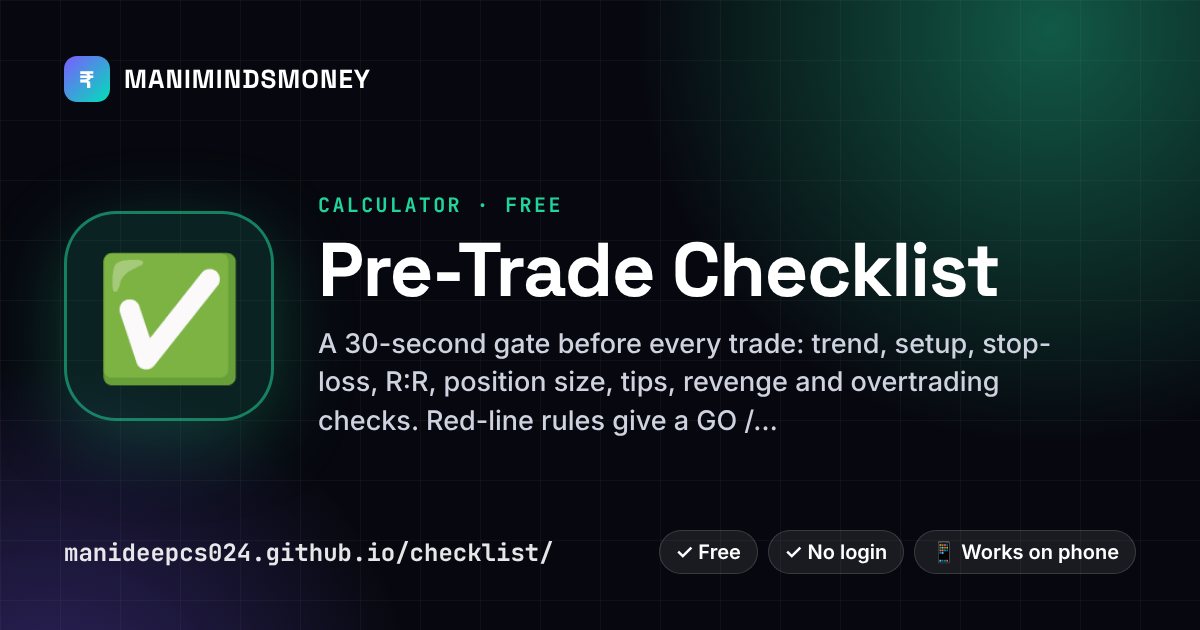 ₹ MANIMINDSMONEY
CALCULATOR · FREE
Pre-Trade Checklist
A 30-second gate before every trade: trend, setup, stop-
loss, R:R, position size, tips, revenge and overtrading
checks. Red-line rules give a GO /...
manideepcs024.github.io/checklist/
✓ Free
✓ No login
📱 Works on phone